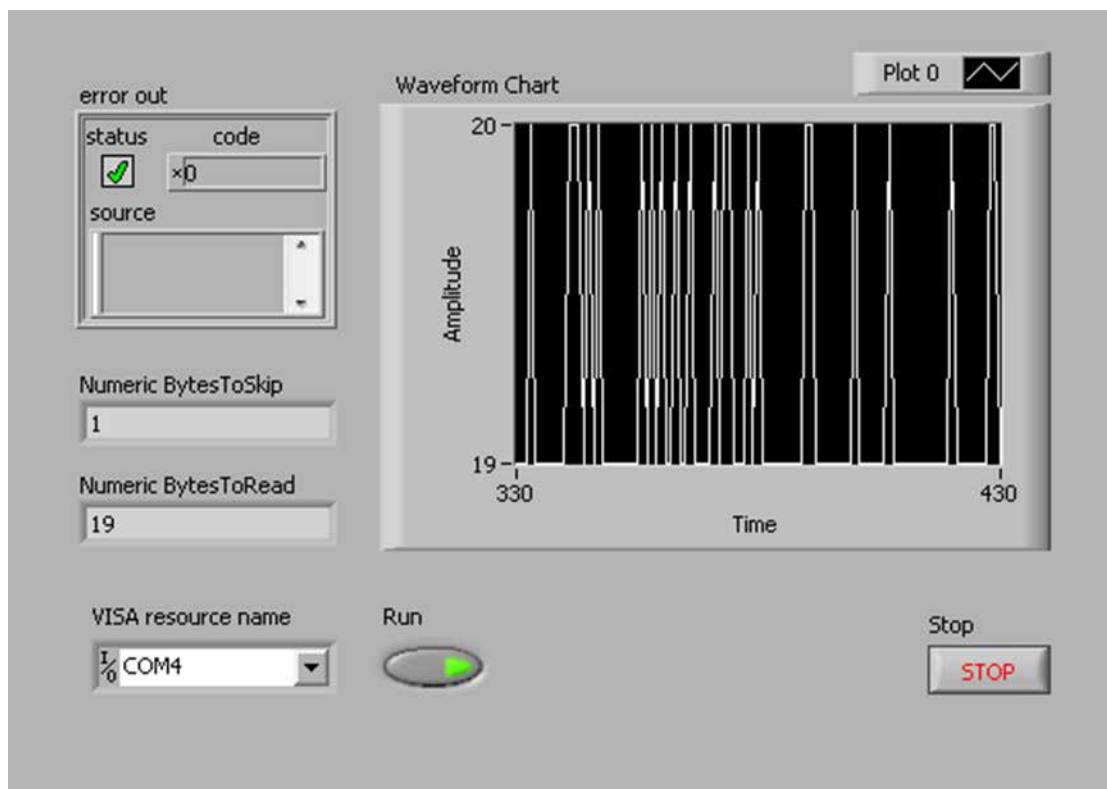 error out
status code
×0
source
Numeric BytesToSkip
1
Numeric BytesToRead
19
VISA resource name
I/O COM4
Waveform Chart
Plot 0
20
Amplitude
19
330 430
Time
Run
Stop
STOP